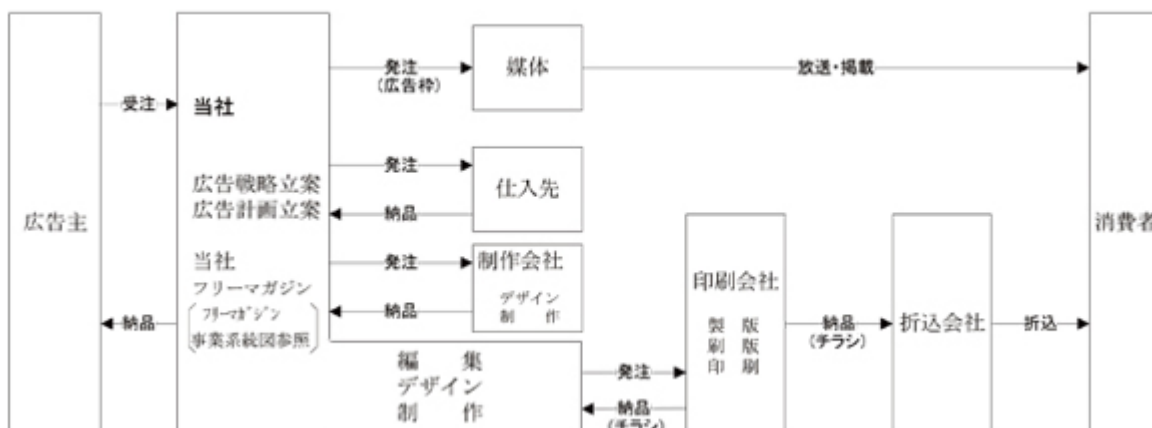 広告主
受注
納品
当社
広告戦略立案
広告計画立案
当社
フリーマガジン
フリーマガジン
事業系統図参照
編 集
デザイン
制 作
発注
(広告枠)
媒体
放送・掲載
発注
納品
仕入先
発注
納品
制作会社
デザイン
制 作
発注
納品
(チラシ)
印刷会社
製 版
刷 版
印 刷
納品
(チラシ)
折込会社
折込
消費者